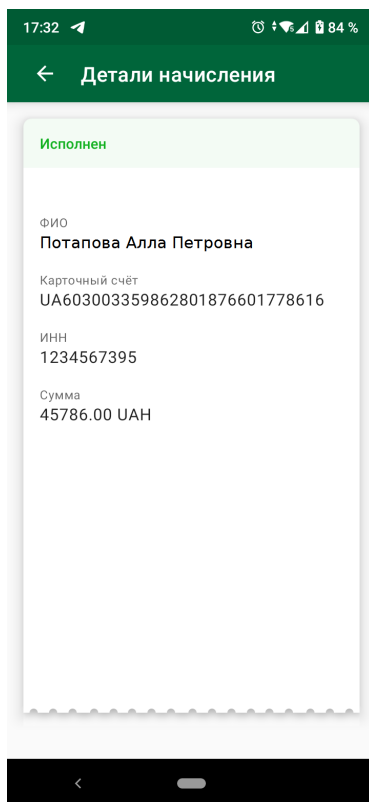 17:32 84 %
Детали начисления
Исполнен
ФИО
Потапова Алла Петровна
Карточный счёт
UA603003359862801876601778616
ИНН
1234567395
Сумма
45786.00 UAH